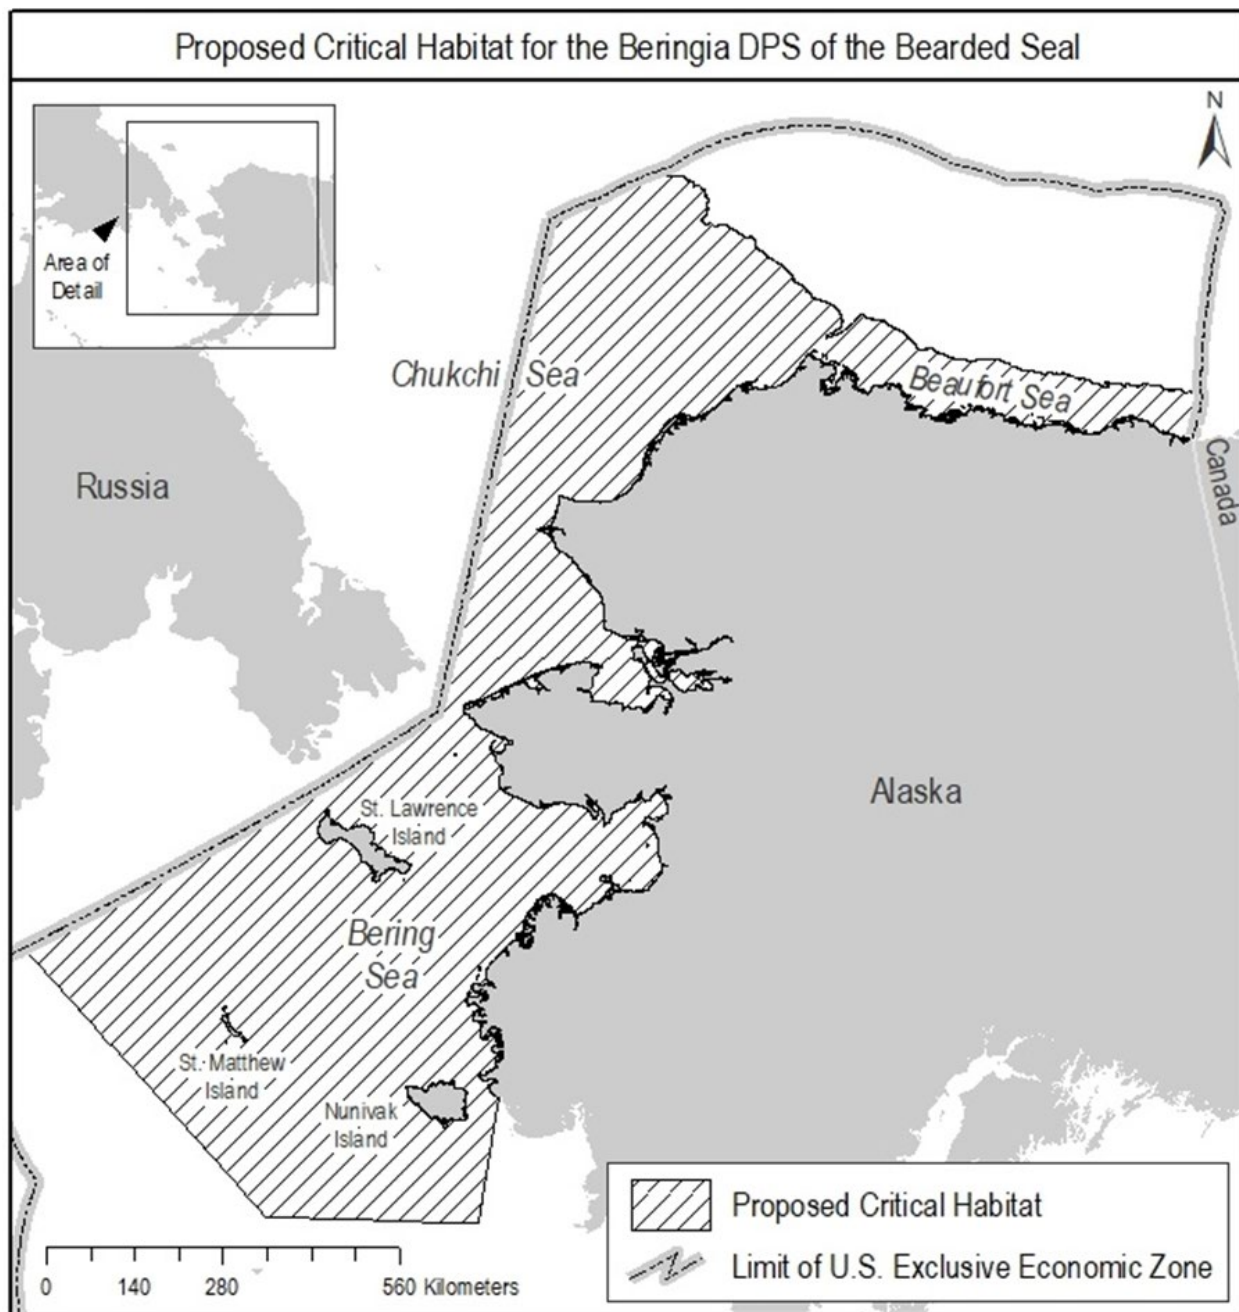 Proposed Critical Habitat for the Beringia DPS of the Bearded Seal
N
Area of
Detail
Chukchi Sea
Beaufort Sea
Canada
Russia
Alaska
St. Lawrence
Island
Bering
Sea
St. Matthew
Island
Nunivak
Island
Proposed Critical Habitat
Limit of U.S. Exclusive Economic Zone
0 140 280 560 Kilometers